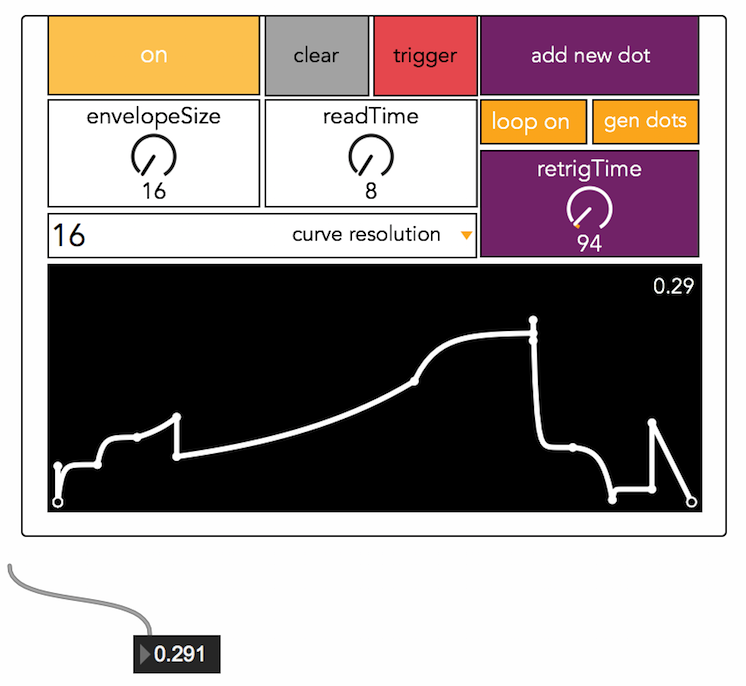 on
clear
trigger
add new dot
envelopeSize
16
readTime
8
loop on
gen dots
retrigTime
94
16
curve resolution
0.29
0.291